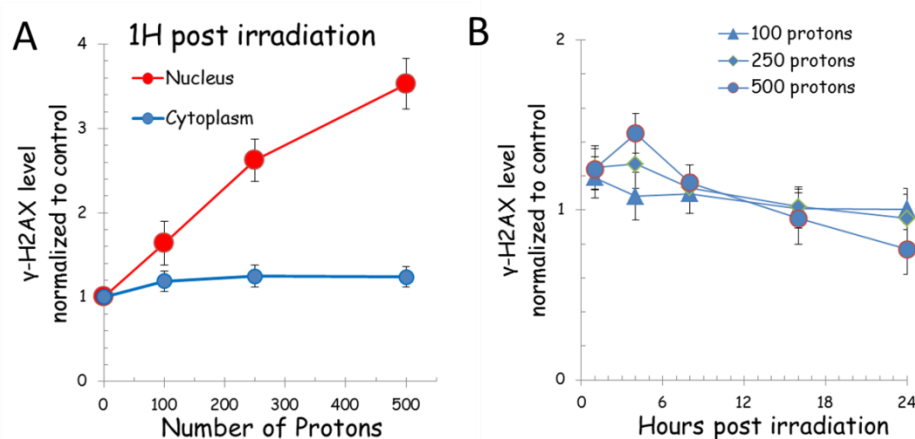 A
1H post irradiation
Nucleus
Cytoplasm
γ-H2AX level
normalized to control
4
3
2
1
0
0 100 200 300 400 500
Number of Protons
B
100 protons
250 protons
500 protons
γ-H2AX level
normalized to control
2
1
0
0 6 12 18 24
Hours post irradiation